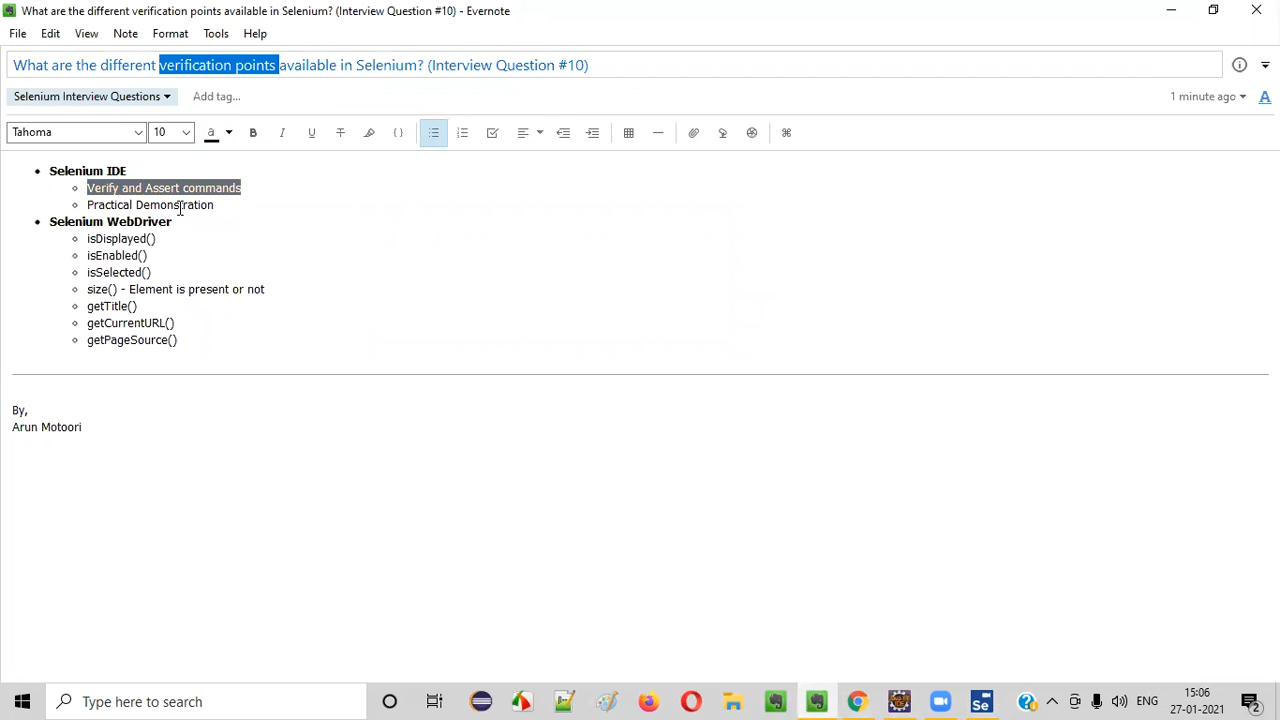 What are the different verification points available in Selenium? (Interview Question #10) - Evernote
File Edit View Note Format Tools Help
What are the different verification points available in Selenium? (Interview Question #10)
Selenium Interview Questions Add tag... 1 minute ago
Tahoma 10
Selenium IDE
Verify and Assert commands
Practical Demonstration
Selenium WebDriver
isDisplayed()
isEnabled()
isSelected()
size() - Element is present or not
getTitle()
getCurrentURL()
getPageSource()
By,
Arun Motoori
Type here to search
ENG
15:06
27-01-2021